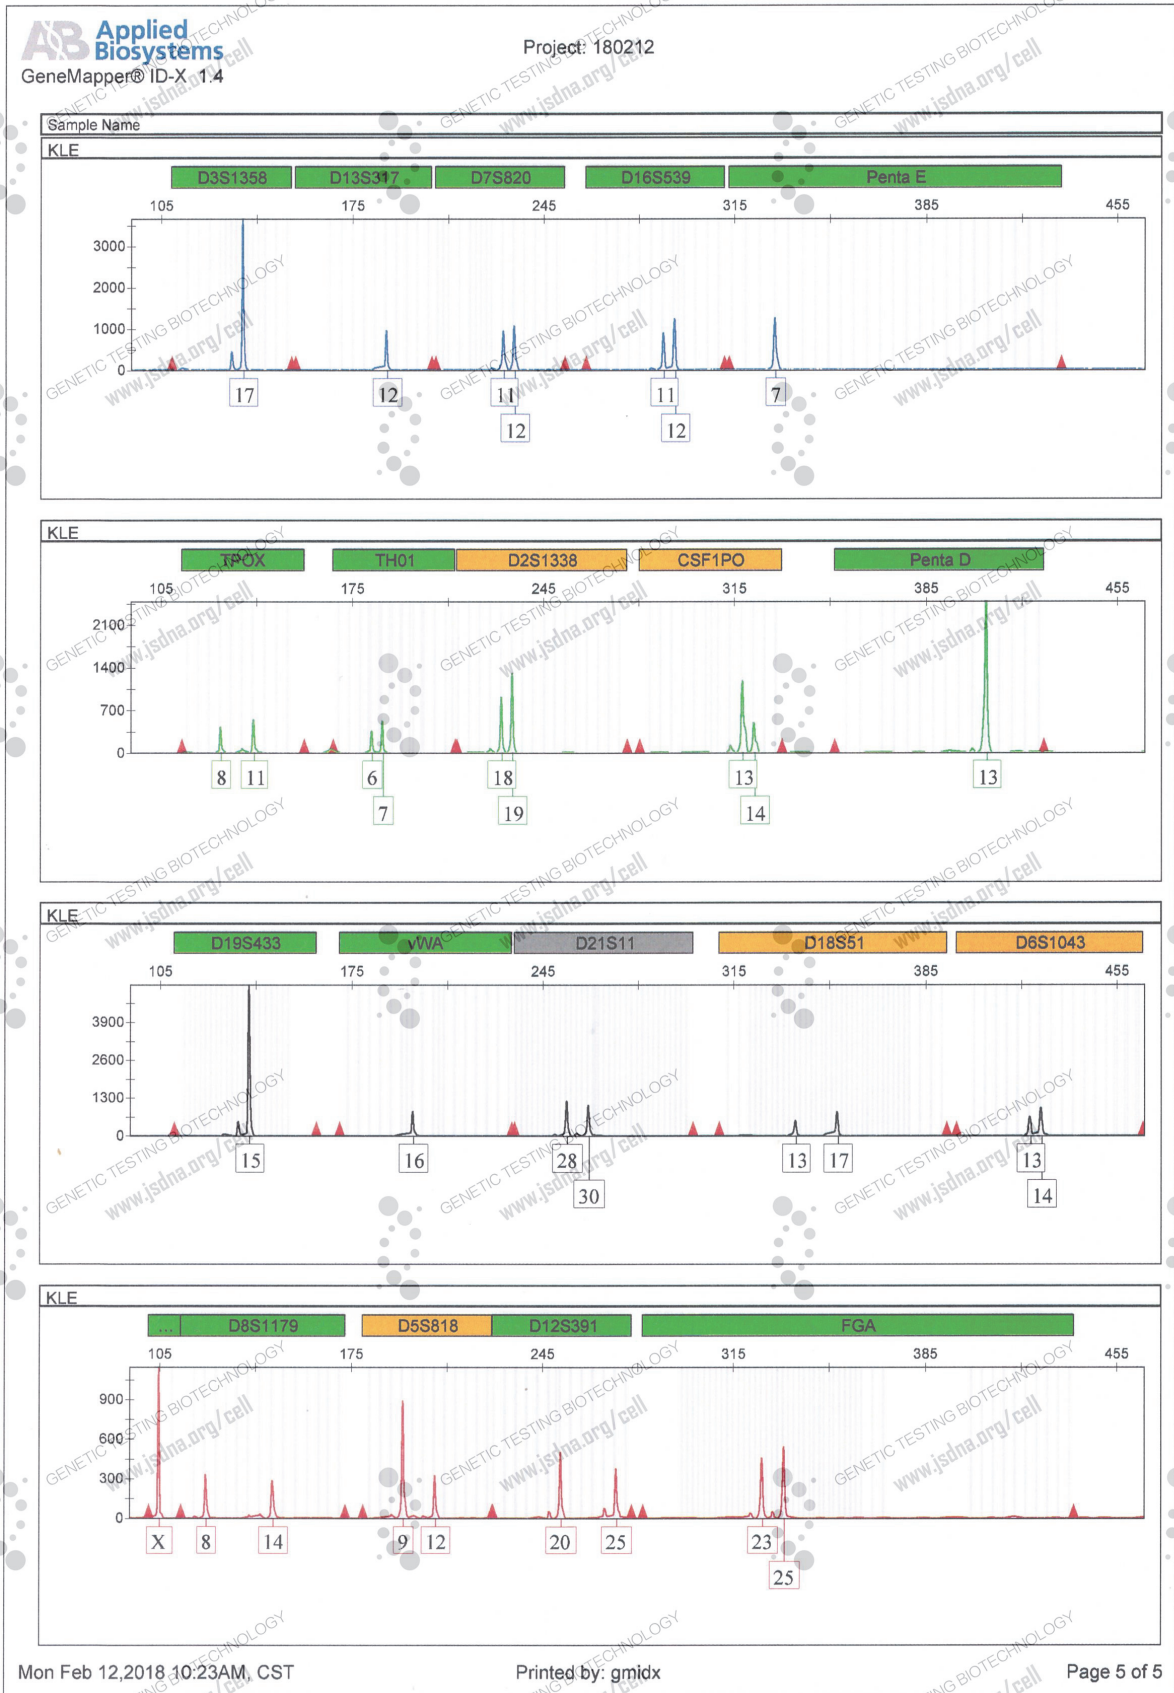 AB Applied
Biosystems
GeneMapper® ID-X 1.4
Project: 180212
Sample Name
KLE
D3S1358 D13S317 D7S820 D16S539 Penta E
105 175 245 315 385 455
3000
2000
1000
0
17 12 11 11 7
12 12
KLE
TPOX TH01 D2S1338 CSF1PO Penta D
105 175 245 315 385 455
2100
1400
700
0
8 11 6 18 13 13
7 19 14
KLE
D19S433 vWA D21S11 D18S51 D6S1043
105 175 245 315 385 455
3900
2600
1300
0
15 16 28 13 17 13
30 14
KLE
... D8S1179 D5S818 D12S391 FGA
105 175 245 315 385 455
900
600
300
0
X 8 14 9 12 20 25 23
25
Mon Feb 12,2018 10:23AM, CST Printed by: gmidx Page 5 of 5
GENETIC TESTING BIOTECHNOLOGY
www.jsdna.org/cell